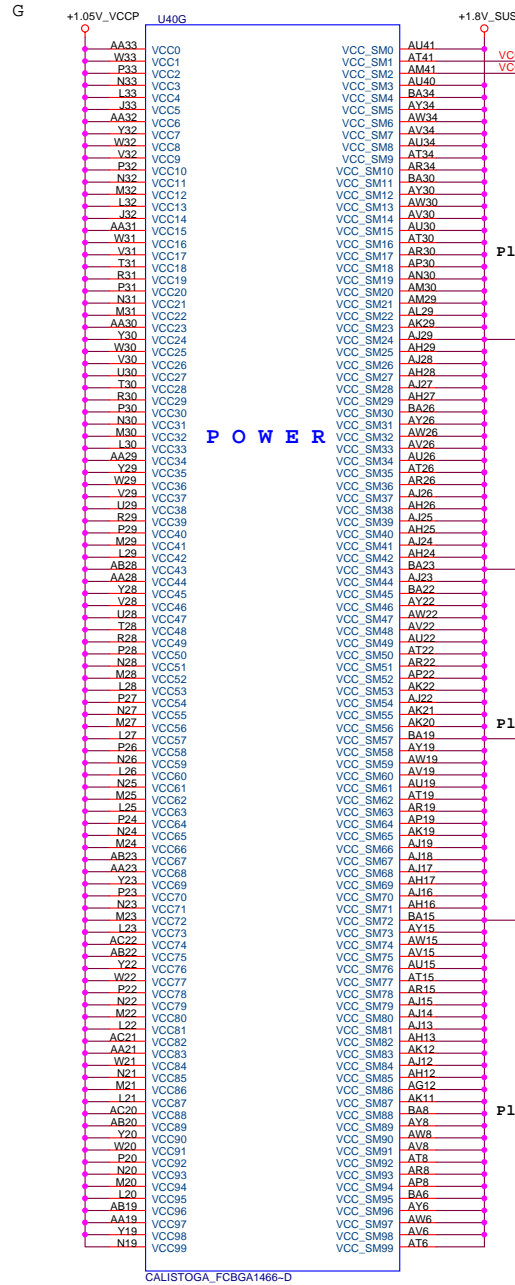 G
+1.05V_VCCP U40G +1.8V_SUS
AA33 VCC0 VCC_SM0 AU41
W33 VCC1 VCC_SM1 AT41 VC
P33 VCC2 VCC_SM2 AM41 VC
N33 VCC3 VCC_SM3 AU40
L33 VCC4 VCC_SM4 BA34
J33 VCC5 VCC_SM5 AY34
AA32 VCC6 VCC_SM6 AW34
Y32 VCC7 VCC_SM7 AV34
W32 VCC8 VCC_SM8 AU34
V32 VCC9 VCC_SM9 AT34
P32 VCC10 VCC_SM10 AR34
N32 VCC11 VCC_SM11 BA30
M32 VCC12 VCC_SM12 AY30
L32 VCC13 VCC_SM13 AW30
J32 VCC14 VCC_SM14 AV30
AA31 VCC15 VCC_SM15 AU30
W31 VCC16 VCC_SM16 AT30
V31 VCC17 VCC_SM17 AR30 Pl
T31 VCC18 VCC_SM18 AP30
R31 VCC19 VCC_SM19 AN30
P31 VCC20 VCC_SM20 AM30
N31 VCC21 VCC_SM21 AM29
M31 VCC22 VCC_SM22 AL29
AA30 VCC23 VCC_SM23 AK29
Y30 VCC24 VCC_SM24 AJ29
W30 VCC25 VCC_SM25 AH29
V30 VCC26 VCC_SM26 AJ28
U30 VCC27 VCC_SM27 AH28
T30 VCC28 VCC_SM28 AJ27
R30 VCC29 VCC_SM29 AH27
P30 VCC30 VCC_SM30 BA26
N30 VCC31 VCC_SM31 AY26
M30 VCC32 P O W E R VCC_SM32 AW26
L30 VCC33 VCC_SM33 AV26
AA29 VCC34 VCC_SM34 AU26
Y29 VCC35 VCC_SM35 AT26
W29 VCC36 VCC_SM36 AR26
V29 VCC37 VCC_SM37 AJ26
U29 VCC38 VCC_SM38 AH26
R29 VCC39 VCC_SM39 AJ25
P29 VCC40 VCC_SM40 AH25
M29 VCC41 VCC_SM41 AJ24
L29 VCC42 VCC_SM42 AH24
AB28 VCC43 VCC_SM43 BA23
AA28 VCC44 VCC_SM44 AJ23
Y28 VCC45 VCC_SM45 BA22
V28 VCC46 VCC_SM46 AY22
U28 VCC47 VCC_SM47 AW22
T28 VCC48 VCC_SM48 AV22
R28 VCC49 VCC_SM49 AU22
P28 VCC50 VCC_SM50 AT22
N28 VCC51 VCC_SM51 AR22
M28 VCC52 VCC_SM52 AP22
L28 VCC53 VCC_SM53 AK22
P27 VCC54 VCC_SM54 AJ22
N27 VCC55 VCC_SM55 AK21
M27 VCC56 VCC_SM56 AK20 Pl
L27 VCC57 VCC_SM57 BA19
P26 VCC58 VCC_SM58 AY19
N26 VCC59 VCC_SM59 AW19
L26 VCC60 VCC_SM60 AV19
N25 VCC61 VCC_SM61 AU19
M25 VCC62 VCC_SM62 AT19
L25 VCC63 VCC_SM63 AR19
P24 VCC64 VCC_SM64 AP19
N24 VCC65 VCC_SM65 AK19
M24 VCC66 VCC_SM66 AJ19
AB23 VCC67 VCC_SM67 AJ18
AA23 VCC68 VCC_SM68 AJ17
Y23 VCC69 VCC_SM69 AH17
P23 VCC70 VCC_SM70 AJ16
N23 VCC71 VCC_SM71 AH16
M23 VCC72 VCC_SM72 BA15
L23 VCC73 VCC_SM73 AY15
AC22 VCC74 VCC_SM74 AW15
AB22 VCC75 VCC_SM75 AV15
Y22 VCC76 VCC_SM76 AU15
W22 VCC77 VCC_SM77 AT15
P22 VCC78 VCC_SM78 AR15
N22 VCC79 VCC_SM79 AJ15
M22 VCC80 VCC_SM80 AJ14
L22 VCC81 VCC_SM81 AJ13
AC21 VCC82 VCC_SM82 AH13
AA21 VCC83 VCC_SM83 AK12
W21 VCC84 VCC_SM84 AJ12
N21 VCC85 VCC_SM85 AH12
M21 VCC86 VCC_SM86 AG12
L21 VCC87 VCC_SM87 AK11
AC20 VCC88 VCC_SM88 BA8 Pl
AB20 VCC89 VCC_SM89 AY8
Y20 VCC90 VCC_SM90 AW8
W20 VCC91 VCC_SM91 AV8
P20 VCC92 VCC_SM92 AT8
N20 VCC93 VCC_SM93 AR8
M20 VCC94 VCC_SM94 AP8
L20 VCC95 VCC_SM95 BA6
AB19 VCC96 VCC_SM96 AY6
AA19 VCC97 VCC_SM97 AW6
Y19 VCC98 VCC_SM98 AV6
N19 VCC99 VCC_SM99 AT6
CALISTOGA_FCBGA1466~D